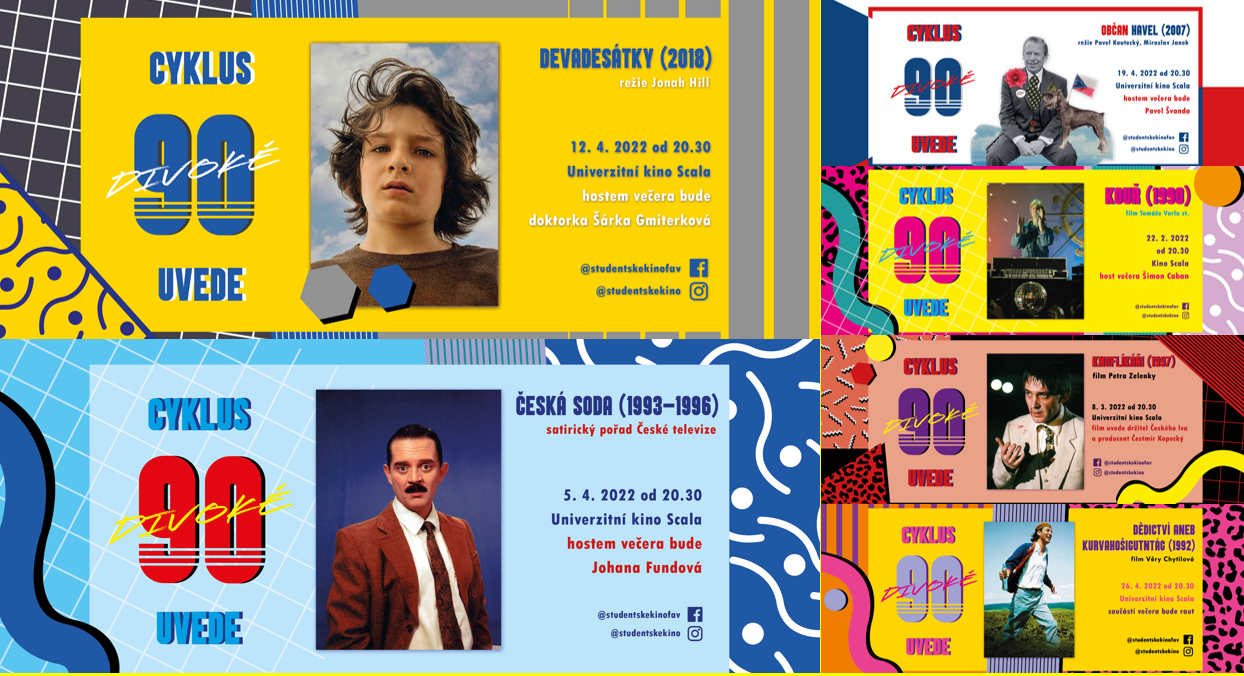 CYKLUS
90
DIVOKÉ
UVEDE
DEVADESÁTKY (2018)
režie Jonah Hill
12. 4. 2022 od 20.30
Univerzitní kino Scala
hostem večera bude
doktorka Šárka Gmiterková
@studentskekinofav
@studentskekino
CYKLUS
90
DIVOKÉ
UVEDE
ČESKÁ SODA (1993–1996)
satirický pořad České televize
5. 4. 2022 od 20.30
Univerzitní kino Scala
hostem večera bude
Johana Fundová
@studentskekinofav
@studentskekino
CYKLUS
90
DIVOKÉ
UVEDE
OBČAN HAVEL (2007)
režie Pavel Koutecký, Miroslav Janek
19. 4. 2022 od 20.30
Univerzitní kino Scala
hostem večera bude
Pavel Švanda
@studentskekinofav
@studentskekino
CYKLUS
90
DIVOKÉ
UVEDE
KOUŘ (1990)
film Tomáše Vorla st.
22. 2. 2022
od 20.30
Kino Scala
host večera Šimon Caban
@studentskekinofav
@studentskekino
CYKLUS
90
DIVOKÉ
UVEDE
KNOFLÍKÁŘI (1997)
film Petra Zelenky
8. 3. 2022 od 20.30
Univerzitní kino Scala
film uvede držitel Českého lva
a producent Čestmír Kopecký
@studentskekinofav
@studentskekino
CYKLUS
90
DIVOKÉ
UVEDE
DĚDICTVÍ ANEB
KURVAHOŠIGUTNTÁG (1992)
film Věry Chytilové
26. 4. 2022 od 20.30
Univerzitní kino Scala
součástí večera bude raut
@studentskekinofav
@studentskekino